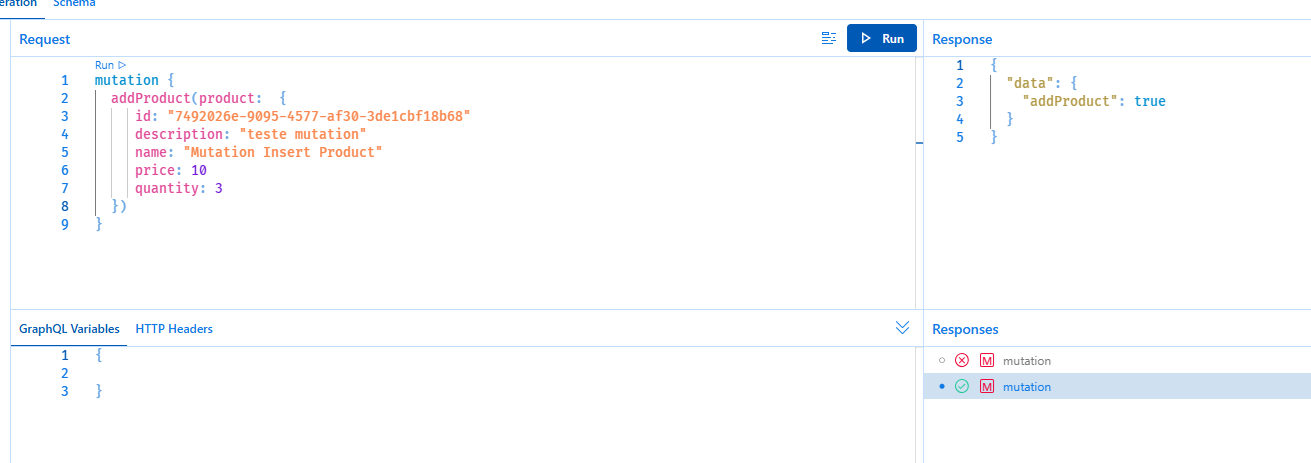 Schema
Request
Run
Response
Run ▷
1 mutation {
2 addProduct(product: {
3 id: "7492026e-9095-4577-af30-3de1cbf18b68"
4 description: "teste mutation"
5 name: "Mutation Insert Product"
6 price: 10
7 quantity: 3
8 })
9 }
1 {
2 "data": {
3 "addProduct": true
4 }
5 }
GraphQL Variables HTTP Headers
1 {
2
3 }
Responses
M mutation
M mutation